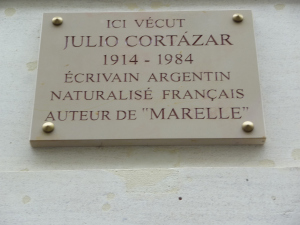 ICI VÉCUT
JULIO CORTÁZAR
1914 - 1984
ÉCRIVAIN ARGENTIN
NATURALISÉ FRANÇAIS
AUTEUR DE "MARELLE"